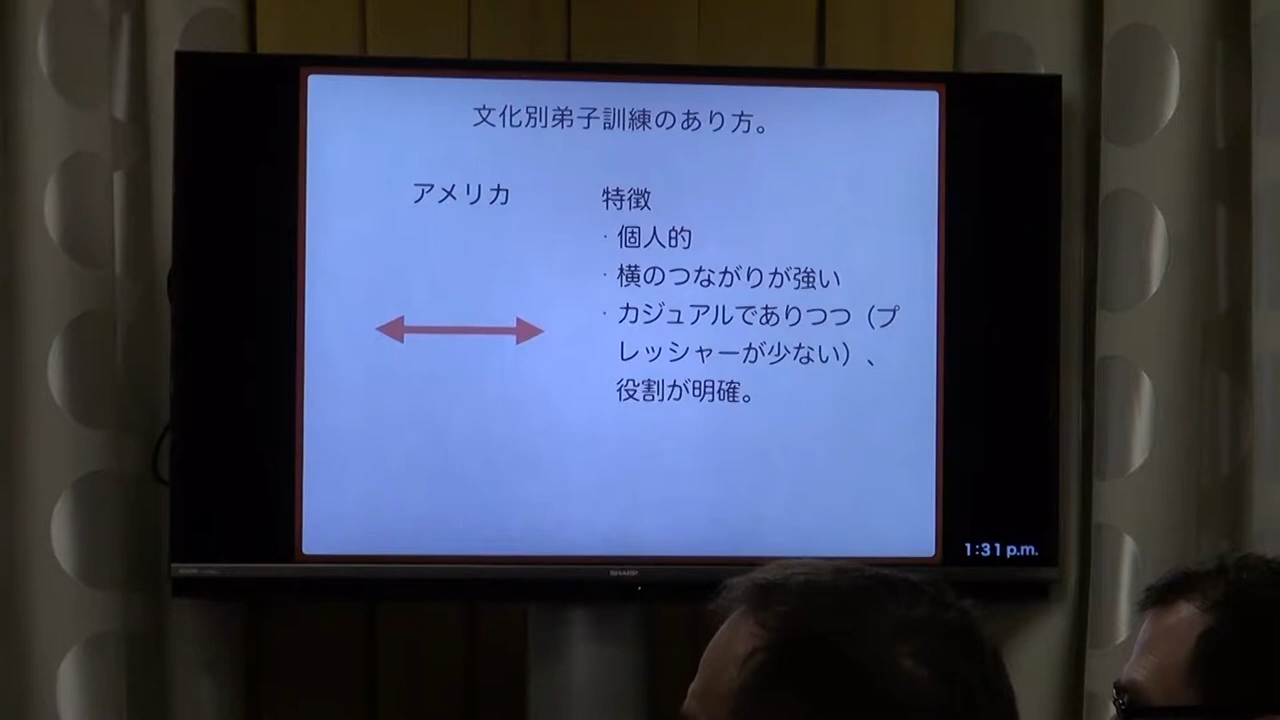 文化別弟子訓練のあり方。
アメリカ
特徴
· 個人的
· 横のつながりが強い
· カジュアルでありつつ（プ
レッシャーが少ない）、
役割が明確。
1:31 p.m.
SHARP